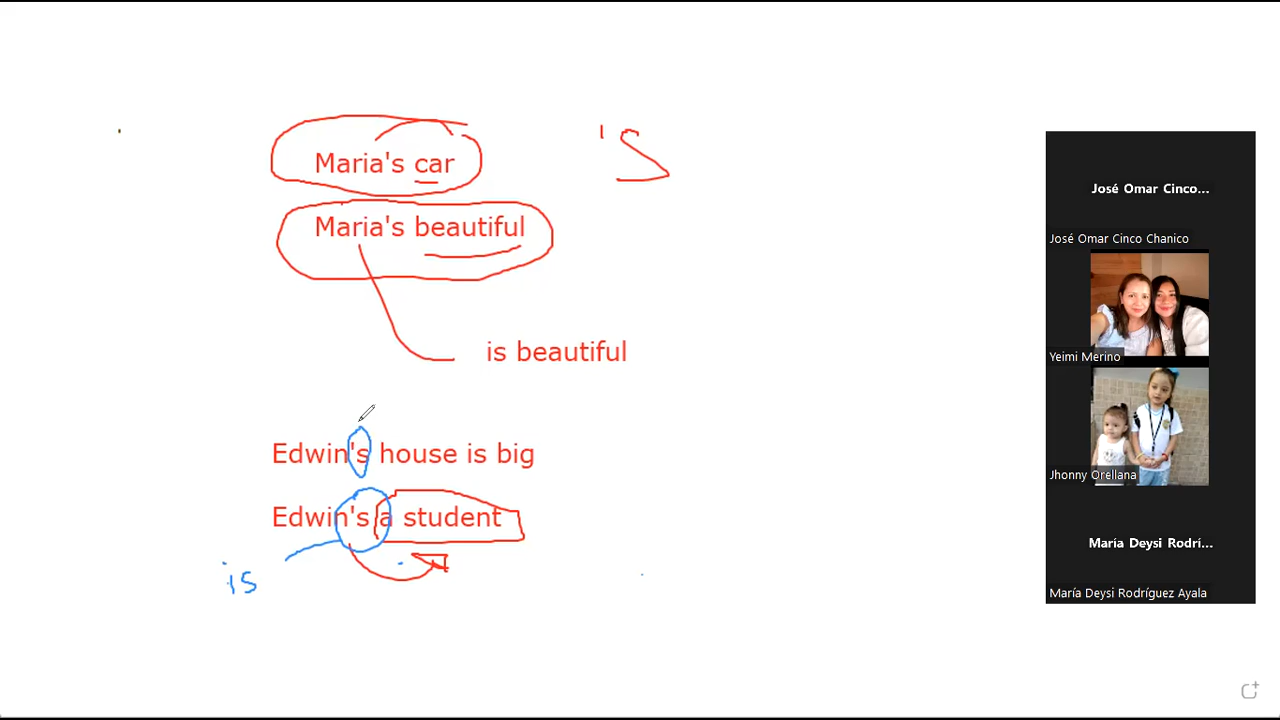 Maria's car
's
Maria's beautiful
is beautiful
Edwin's house is big
Edwin's a student
is
José Omar Cinco...
José Omar Cinco Chanico
Yeimi Merino
Jhonny Orellana
María Deysi Rodrí...
María Deysi Rodríguez Ayala